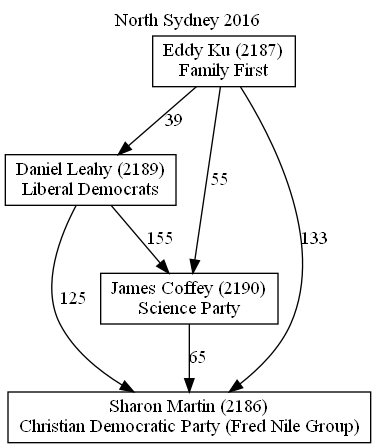 North Sydney 2016
Eddy Ku (2187)
Family First
39
Daniel Leahy (2189)
Liberal Democrats
55
155
133
125
James Coffey (2190)
Science Party
65
Sharon Martin (2186)
Christian Democratic Party (Fred Nile Group)